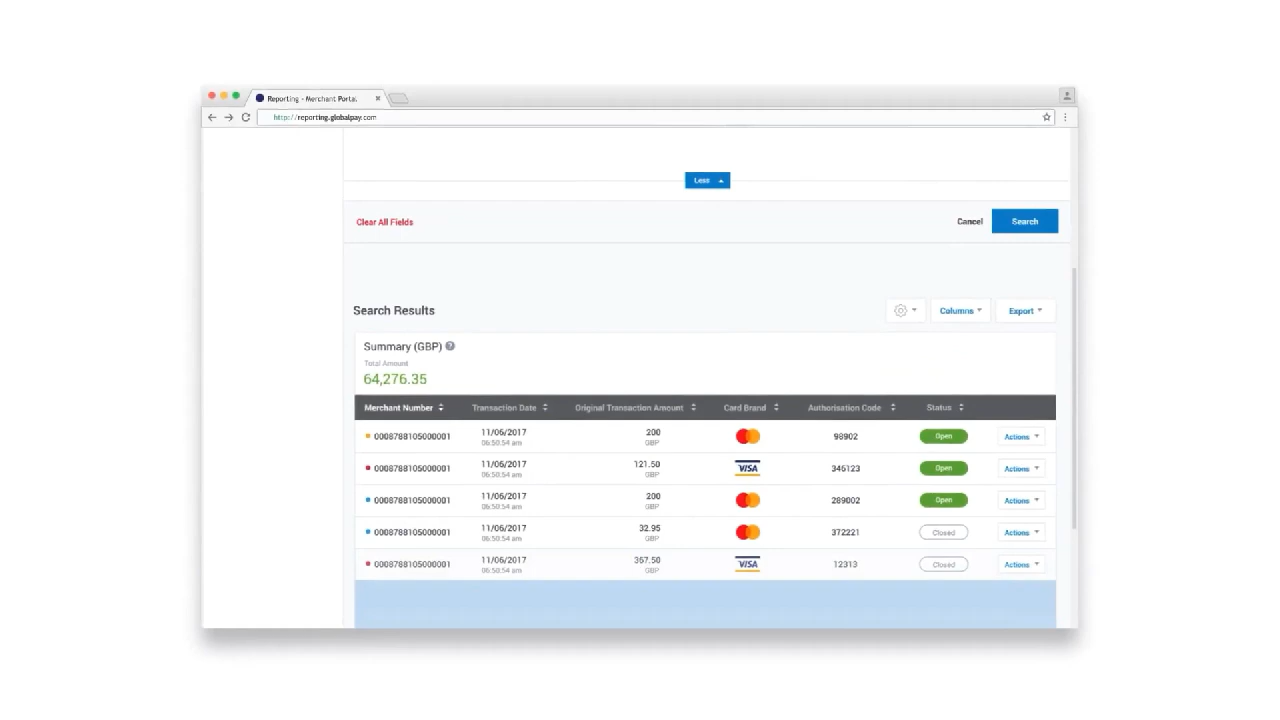 Reporting - Merchant Portal
http://reporting.globalpay.com
Less
Clear All Fields Cancel Search
Search Results Columns Export
Summary (GBP)
Total Amount
64,276.35
Merchant Number Transaction Date Original Transaction Amount Card Brand Authorisation Code Status
0008788105000001 11/06/2017 200 98902 Open Actions
06:50:54 am GBP
0008788105000001 11/06/2017 121.50 VISA 346123 Open Actions
06:50:54 am GBP
0008788105000001 11/06/2017 200 289002 Open Actions
06:50:54 am GBP
0008788105000001 11/06/2017 32.95 372221 Closed Actions
06:50:54 am GBP
0008788105000001 11/06/2017 367.50 VISA 12313 Closed Actions
06:50:54 am GBP